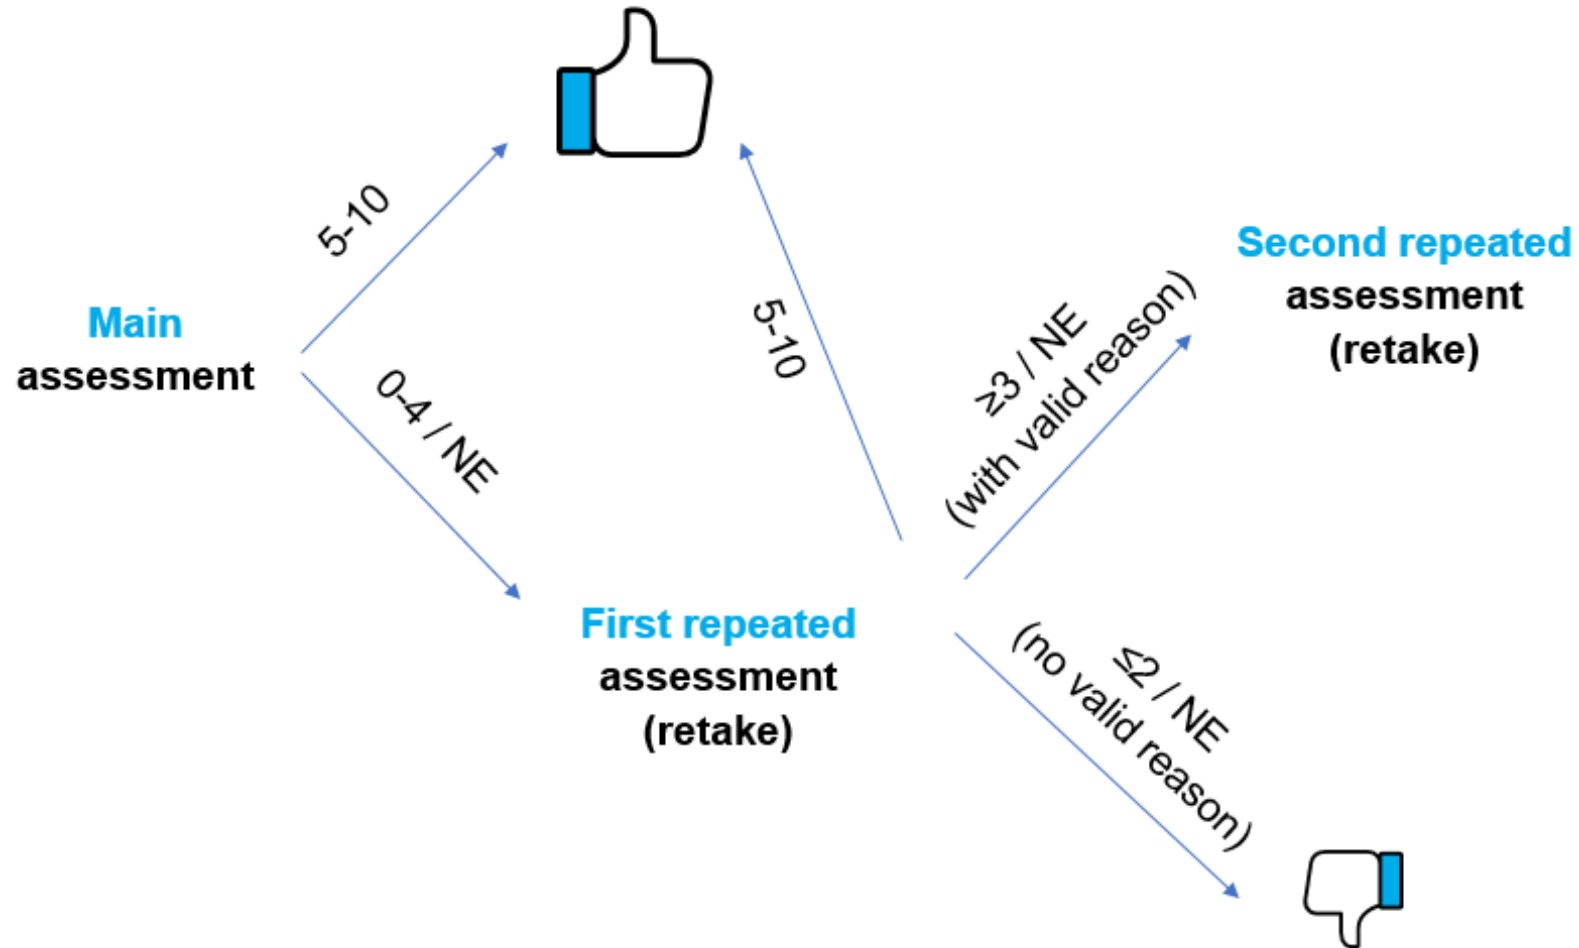 5-10
Main
assessment
0-4 / NE
5-10
≥3 / NE
(with valid reason)
Second repeated
assessment
(retake)
First repeated
assessment
(retake)
≤2 / NE
(no valid reason)